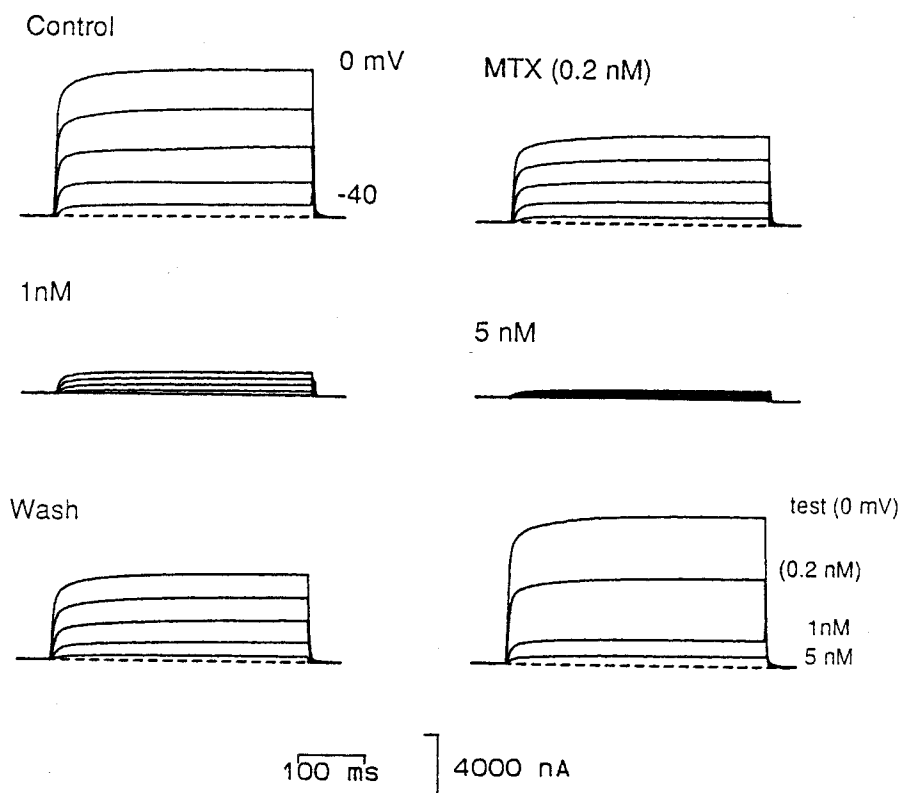 Control
0 mV
MTX (0.2 nM)
-40
1nM
5 nM
Wash
test (0 mV)
(0.2 nM)
1nM
5 nM
100 ms
4000 nA